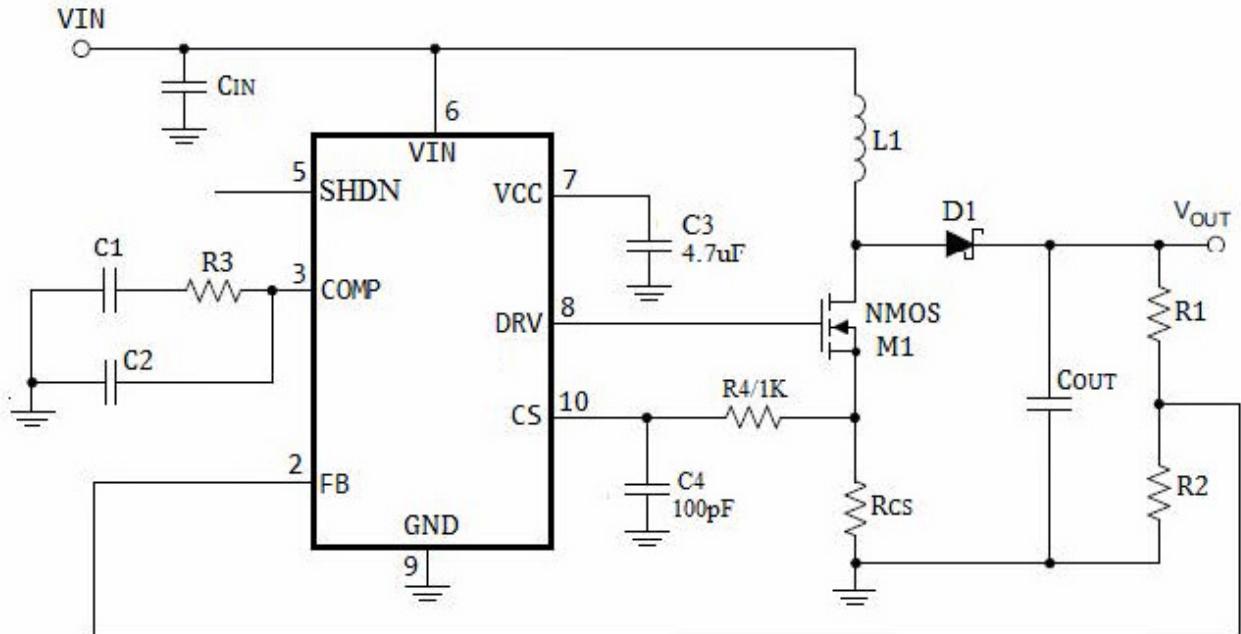 VIN
CIN
6
VIN
L1
5
SHDN
VCC
7
C3
4.7uF
D1
VOUT
C1
R3
3
COMP
DRV
8
NMOS
M1
R1
C2
R4/1K
COUT
CS
10
2
FB
C4
100pF
RCS
R2
GND
9